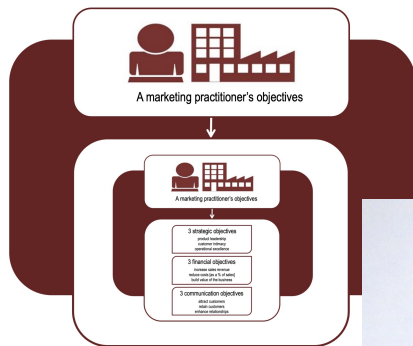 A marketing practitioner's objectives
A marketing practitioner's objectives
3 strategic objectives
product leadership
customer intimacy
operational excellence
3 financial objectives
increase sales revenue
reduce costs (as a % of sales)
build value of the business
3 communication objectives
attract customers
retain customers
enhance relationships